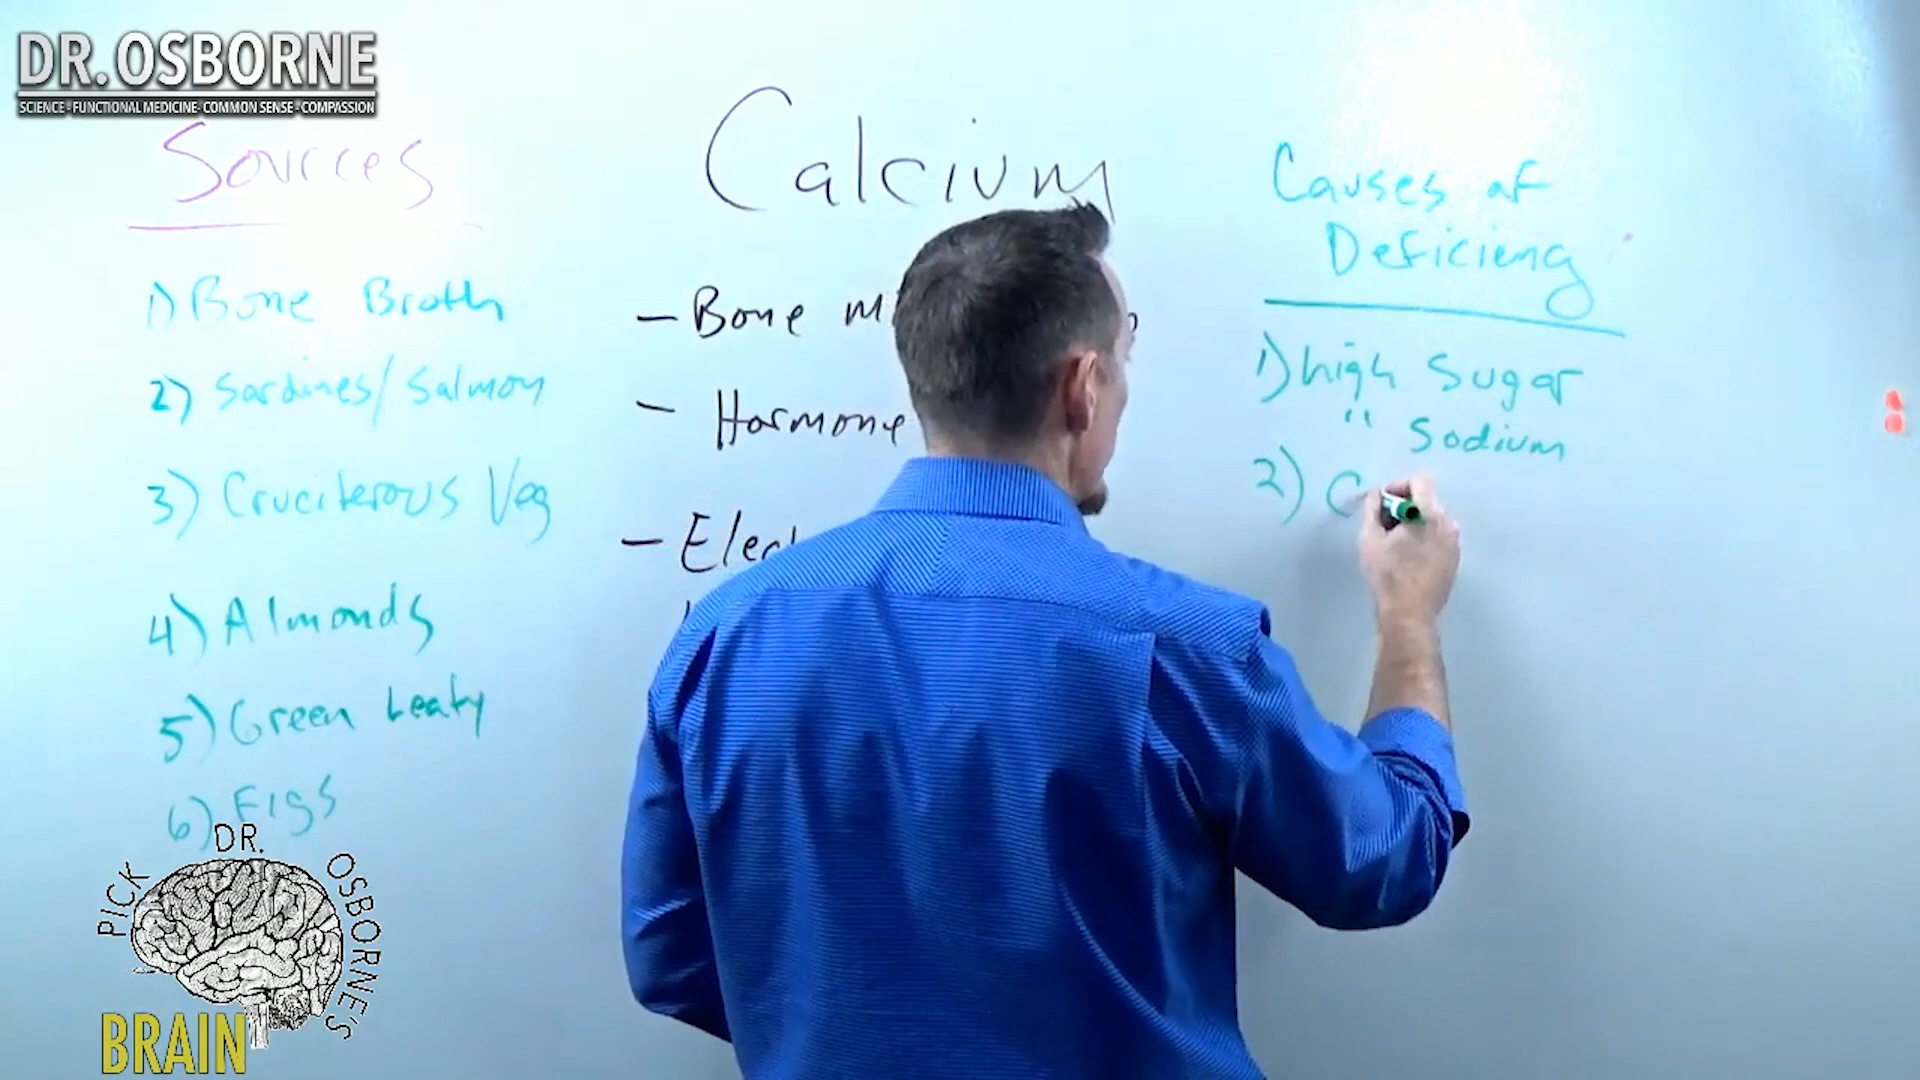 DR. OSBORNE
SCIENCE - FUNCTIONAL MEDICINE - COMMON SENSE - COMPASSION
Sources
1) Bone Broth
2) Sardines/Salmon
3) Cruciferous Veg
4) Almonds
5) Green Leafy
6) Figs
Calcium
- Bone
- Hormone
- Elect
Causes of
Deficiency
1) high Sugar
" Sodium
2) C
PICK DR. OSBORNE'S
BRAIN